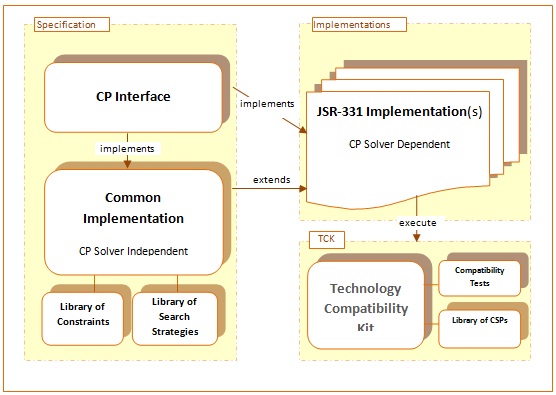 Specification
Implementations
CP Interface
implements
implements
JSR-331 Implementation(s)
CP Solver Dependent
Common
Implementation
CP Solver Independent
extends
execute
Library of
Constraints
Library of
Search
Strategies
TCK
Technology
Compatibility
Kit
Compatibility
Tests
Library of CSPs